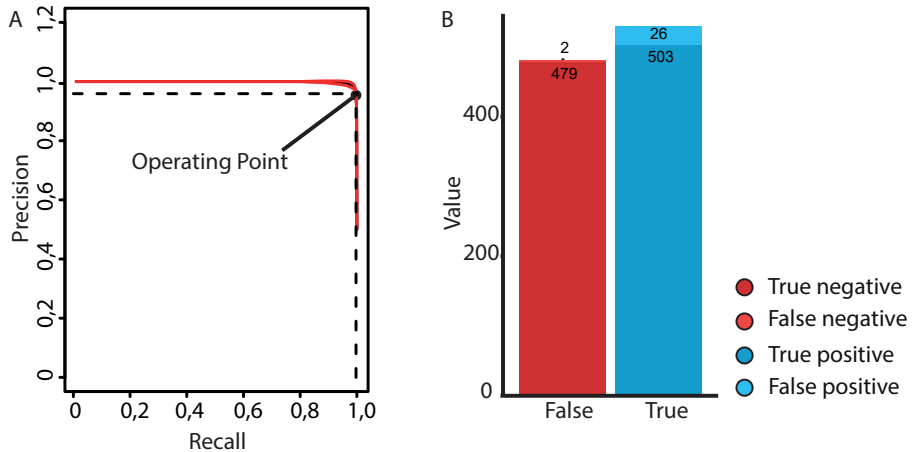 A
1,2
1,0
0,8
0,6
0,4
0,2
0
Precision
Operating Point
0 0,2 0,4 0,6 0,8 1,0
Recall
B
2
479
26
503
400
200
0
Value
False True
True negative
False negative
True positive
False positive